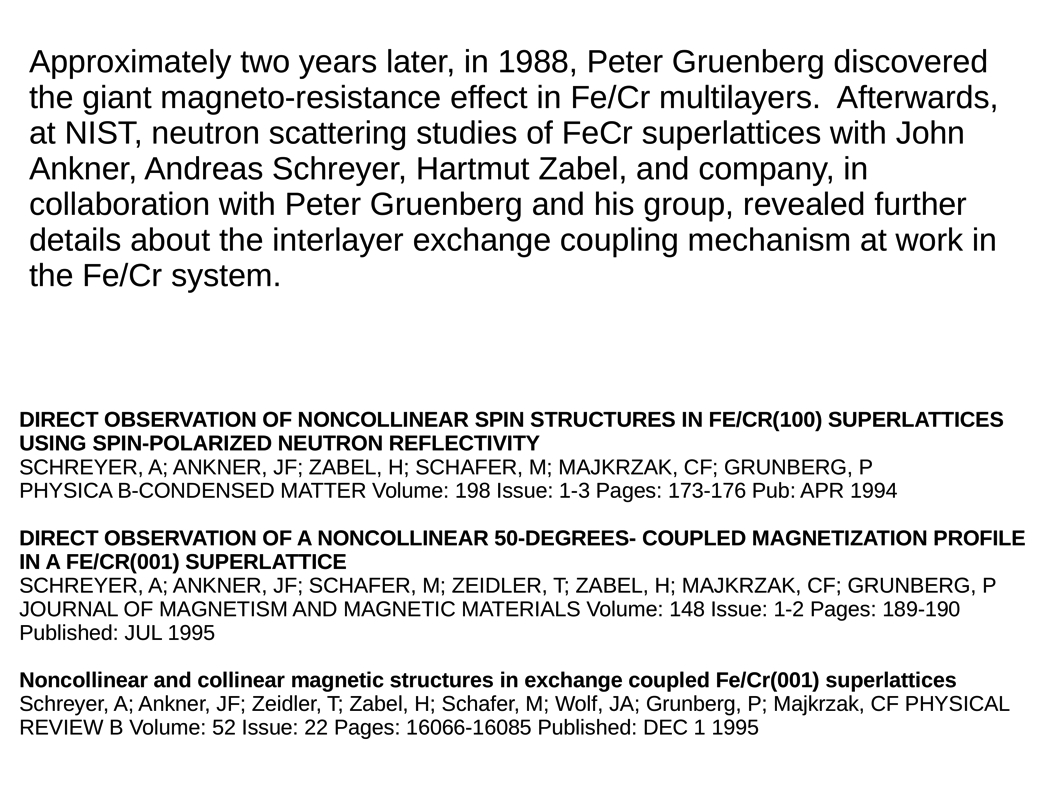 Approximately two years later, in 1988, Peter Gruenberg discovered
the giant magneto-resistance effect in Fe/Cr multilayers.  Afterwards,
at NIST, neutron scattering studies of FeCr superlattices with John
Ankner, Andreas Schreyer, Hartmut Zabel, and company, in
collaboration with Peter Gruenberg and his group, revealed further
details about the interlayer exchange coupling mechanism at work in
the Fe/Cr system.
DIRECT OBSERVATION OF NONCOLLINEAR SPIN STRUCTURES IN FE/CR(100) SUPERLATTICES
USING SPIN-POLARIZED NEUTRON REFLECTIVITY
SCHREYER, A; ANKNER, JF; ZABEL, H; SCHAFER, M; MAJKRZAK, CF; GRUNBERG, P
PHYSICA B-CONDENSED MATTER Volume: 198 Issue: 1-3 Pages: 173-176 Pub: APR 1994
DIRECT OBSERVATION OF A NONCOLLINEAR 50-DEGREES- COUPLED MAGNETIZATION PROFILE
IN A FE/CR(001) SUPERLATTICE
SCHREYER, A; ANKNER, JF; SCHAFER, M; ZEIDLER, T; ZABEL, H; MAJKRZAK, CF; GRUNBERG, P
JOURNAL OF MAGNETISM AND MAGNETIC MATERIALS Volume: 148 Issue: 1-2 Pages: 189-190
Published: JUL 1995
Noncollinear and collinear magnetic structures in exchange coupled Fe/Cr(001) superlattices
Schreyer, A; Ankner, JF; Zeidler, T; Zabel, H; Schafer, M; Wolf, JA; Grunberg, P; Majkrzak, CF PHYSICAL
REVIEW B Volume: 52 Issue: 22 Pages: 16066-16085 Published: DEC 1 1995